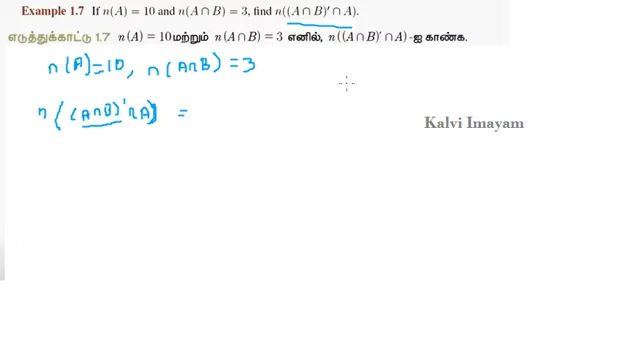 Example 1.7 If n(A) = 10 and n(A ∩ B) = 3, find n((A ∩ B)′ ∩ A).
எடுத்துக்காட்டு 1.7 n(A) = 10 மற்றும் n(A ∩ B) = 3 எனில், n((A ∩ B)′ ∩ A)-ஐ காண்க.
n(A) = 10, n(A∩B) = 3
n((A∩B)′∩A) =
Kalvi Imayam